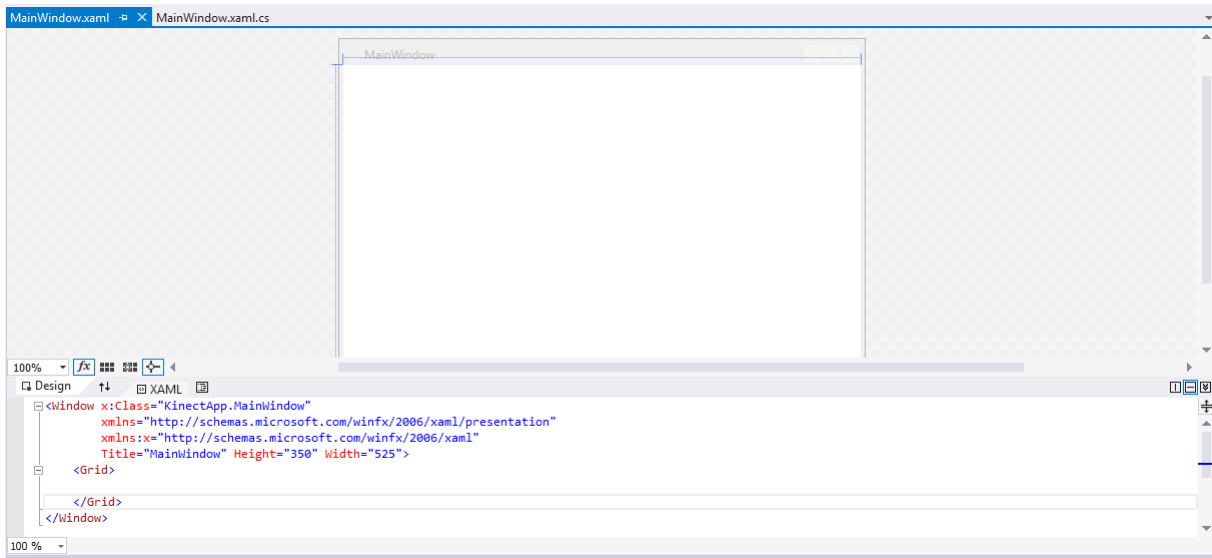 MainWindow.xaml MainWindow.xaml.cs
MainWindow
100% fx
Design XAML
<Window x:Class="KinectApp.MainWindow"
xmlns="http://schemas.microsoft.com/winfx/2006/xaml/presentation"
xmlns:x="http://schemas.microsoft.com/winfx/2006/xaml"
Title="MainWindow" Height="350" Width="525">
<Grid>
</Grid>
</Window>
100 %